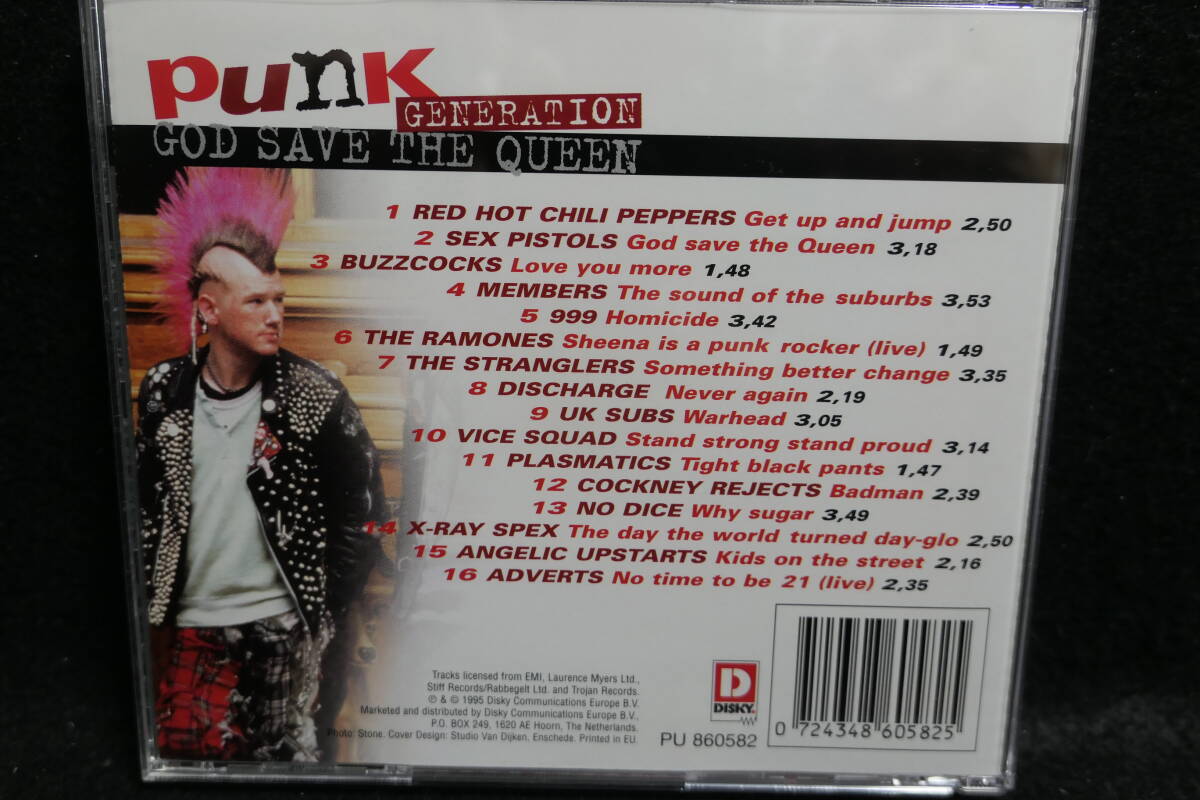 punk
GENERATION
GOD SAVE THE QUEEN
1 RED HOT CHILI PEPPERS Get up and jump 2,50
2 SEX PISTOLS God save the Queen 3,18
3 BUZZCOCKS Love you more 1,48
4 MEMBERS The sound of the suburbs 3,53
5 999 Homicide 3,42
6 THE RAMONES Sheena is a punk rocker (live) 1,49
7 THE STRANGLERS Something better change 3,35
8 DISCHARGE Never again 2,19
9 UK SUBS Warhead 3,05
10 VICE SQUAD Stand strong stand proud 3,14
11 PLASMATICS Tight black pants 1,47
12 COCKNEY REJECTS Badman 2,39
13 NO DICE Why sugar 3,49
14 X-RAY SPEX The day the world turned day-glo 2,50
15 ANGELIC UPSTARTS Kids on the street 2,16
16 ADVERTS No time to be 21 (live) 2,35
Tracks licensed from EMI, Laurence Myers Ltd.,
Stiff Records/Rabbegelt Ltd. and Trojan Records.
℗ & © 1995 Disky Communications Europe B.V.
Marketed and distributed by Disky Communications Europe B.V.,
P.O. BOX 249, 1620 AE Hoorn, The Netherlands.
Photo: Stone. Cover Design: Studio Van Dijken, Enschede. Printed in EU.
D
DISKY
PU 860582
0 724348 605825